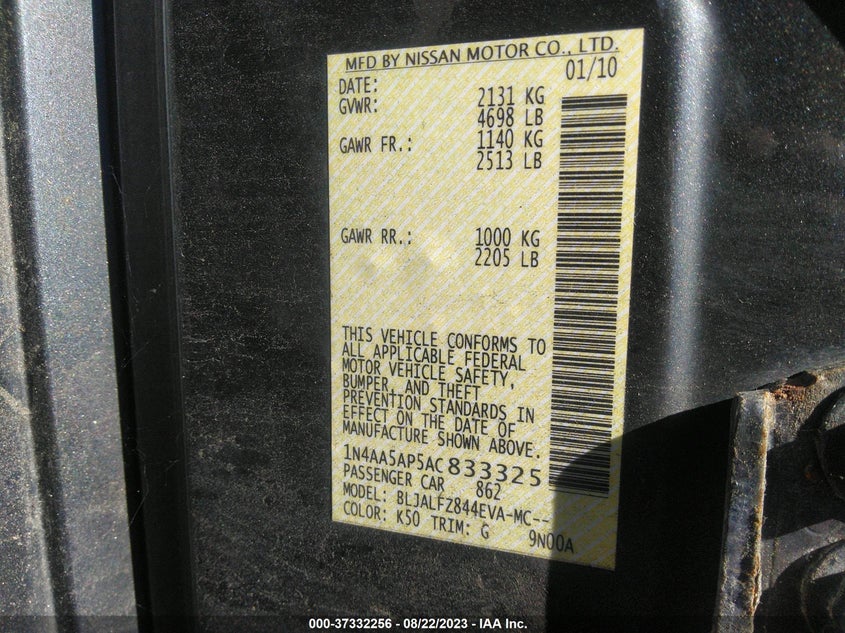 MFD BY NISSAN MOTOR CO., LTD.
DATE: 01/10
GVWR: 2131 KG
4698 LB
GAWR FR.: 1140 KG
2513 LB
GAWR RR.: 1000 KG
2205 LB
THIS VEHICLE CONFORMS TO
ALL APPLICABLE FEDERAL
MOTOR VEHICLE SAFETY,
BUMPER, AND THEFT
PREVENTION STANDARDS IN
EFFECT ON THE DATE OF
MANUFACTURE SHOWN ABOVE.
1N4AA5AP5AC833325
PASSENGER CAR 862
MODEL: BLJALFZ844EVA-MC--
COLOR: K50 TRIM: G 9N00A
000-37332256 - 08/22/2023 - IAA Inc.